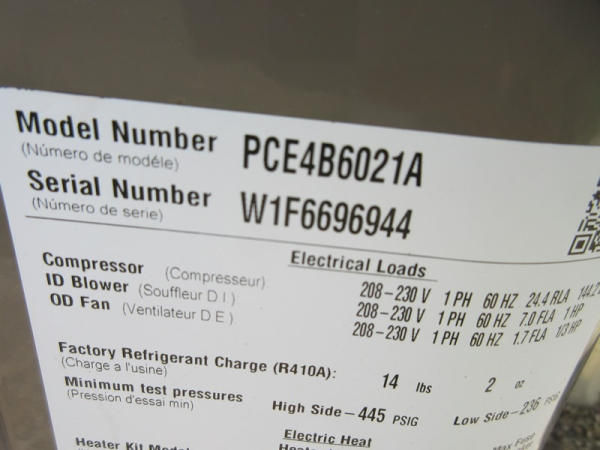 Model Number PCE4B6021A
(Número de modéle)
Serial Number W1F6696944
(Número de serie)
Electrical Loads
Compressor (Compresseur) 208-230 V 1 PH 60 HZ 24.4 RLA
ID Blower (Souffleur D I) 208-230 V 1 PH 60 HZ 7.0 FLA 1 HP
OD Fan (Ventilateur D E) 208-230 V 1 PH 60 HZ 1.7 FLA 1/3 HP
Factory Refrigerant Charge (R410A): 14 lbs 2 oz
(Charge a l'usine)
Minimum test pressures High Side-445 PSIG Low Side-236 PSIG
(Pression d'essai min)
Electric Heat
Heater Kit